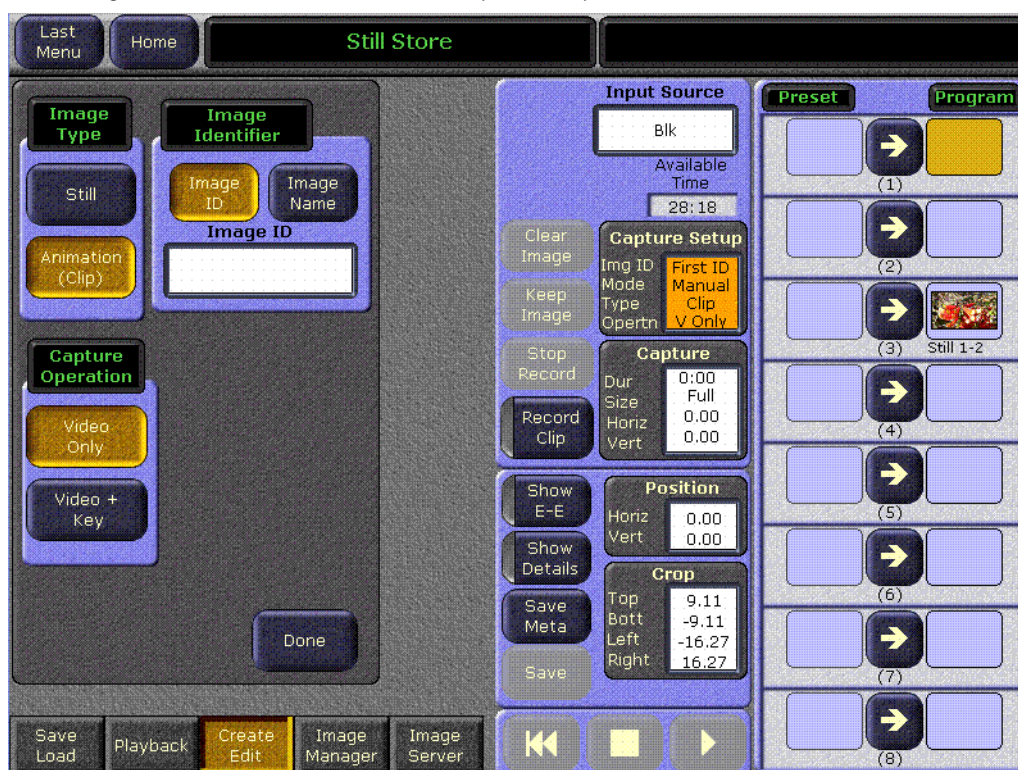 Last Menu
Home
Still Store
Image Type
Still
Animation (Clip)
Image Identifier
Image ID
Image Name
Image ID
Capture Operation
Video Only
Video + Key
Done
Input Source
Blk
Available Time
28:18
Clear Image
Keep Image
Stop Record
Record Clip
Capture Setup
Img ID First ID
Mode Manual
Type Clip
Opertn V Only
Capture
Dur 0:00
Size Full
Horiz 0.00
Vert 0.00
Show E-E
Show Details
Save Meta
Save
Position
Horiz 0.00
Vert 0.00
Crop
Top 9.11
Bott -9.11
Left -16.27
Right 16.27
Preset
Program
(1)
(2)
(3) Still 1-2
(4)
(5)
(6)
(7)
(8)
Save Load
Playback
Create Edit
Image Manager
Image Server